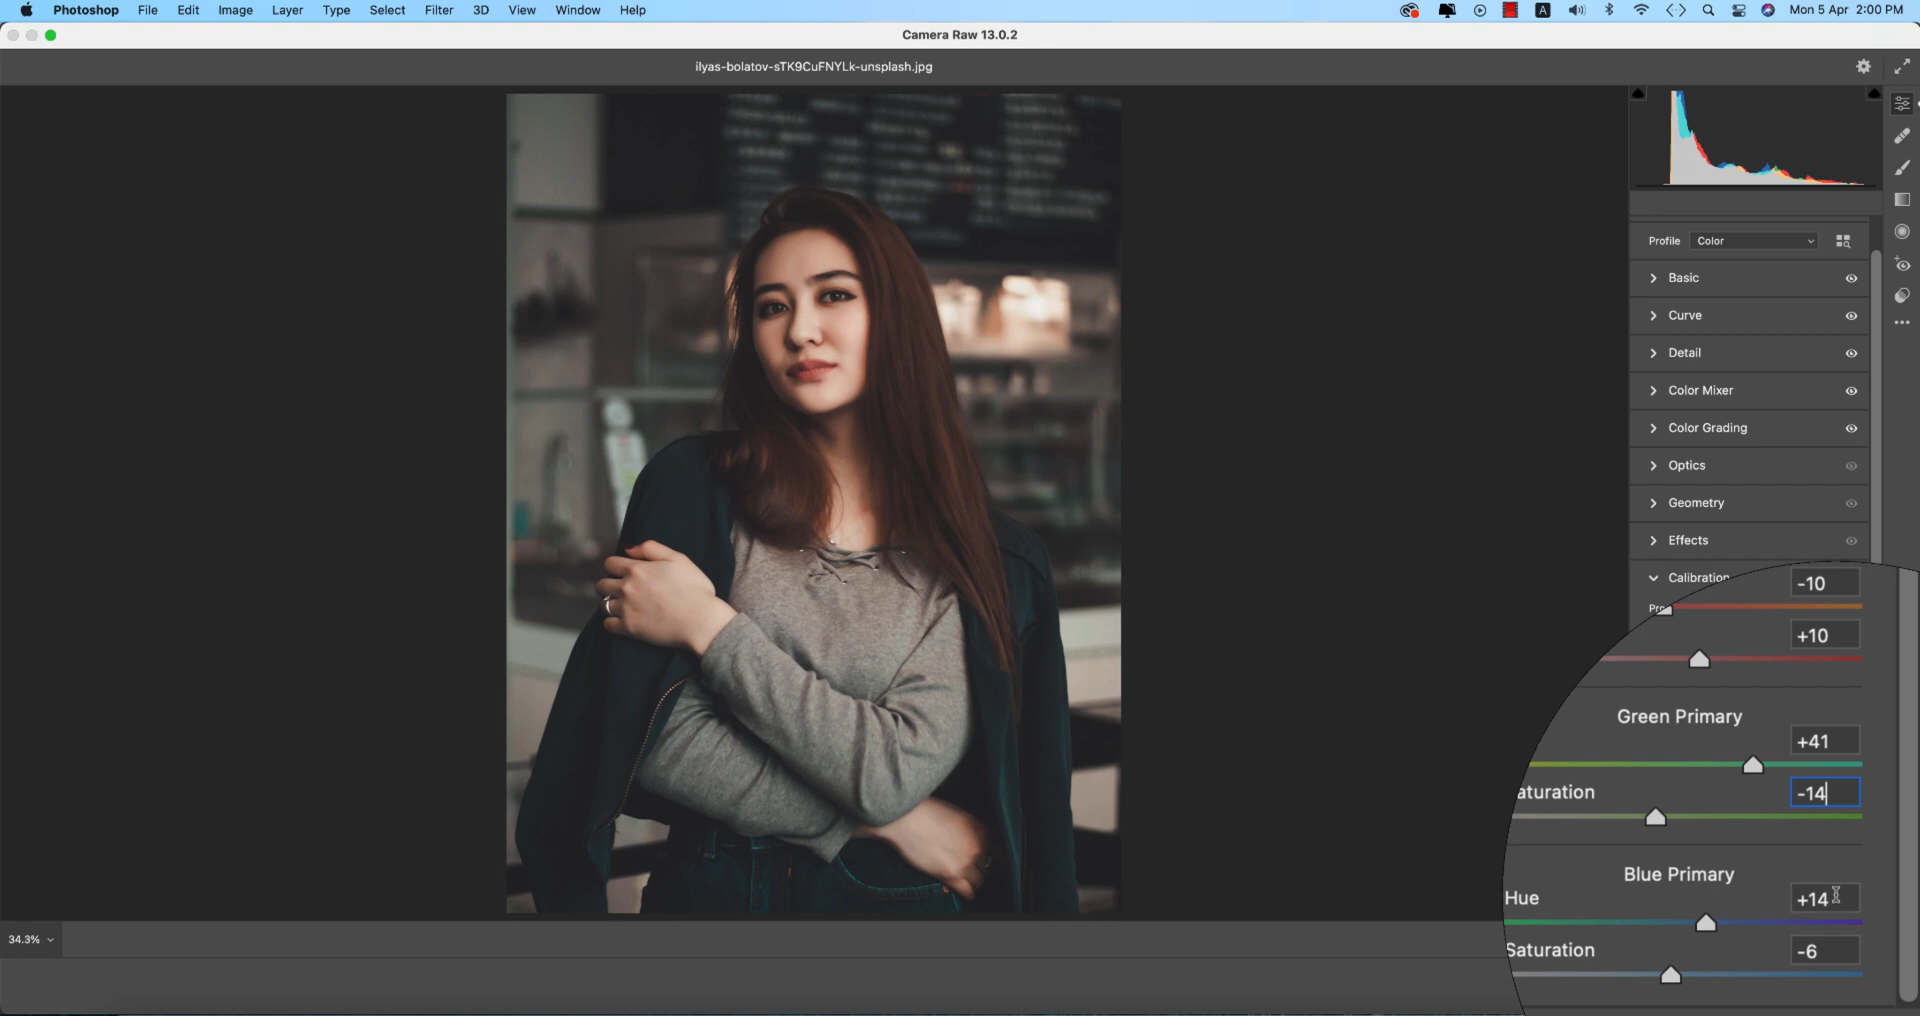 Photoshop File Edit Image Layer Type Select Filter 3D View Window Help A Mon 5 Apr 2:00 PM
Camera Raw 13.0.2
ilyas-bolatov-sTK9CuFNYLk-unsplash.jpg
Profile Color
Basic
Curve
Detail
Color Mixer
Color Grading
Optics
Geometry
Effects
Calibration
-10
Pro
+10
Green Primary
+41
aturation -14
Blue Primary
Hue +14
Saturation -6
34.3%